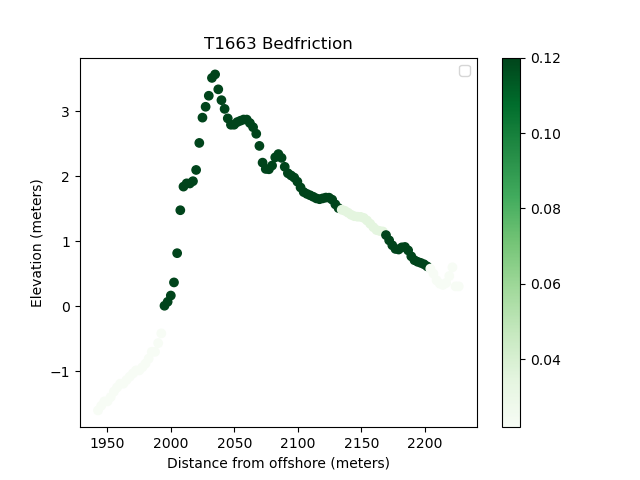 T1663 Bedfriction
Elevation (meters)
3
2
1
0
−1
1950 2000 2050 2100 2150 2200
Distance from offshore (meters)
0.12
0.10
0.08
0.06
0.04